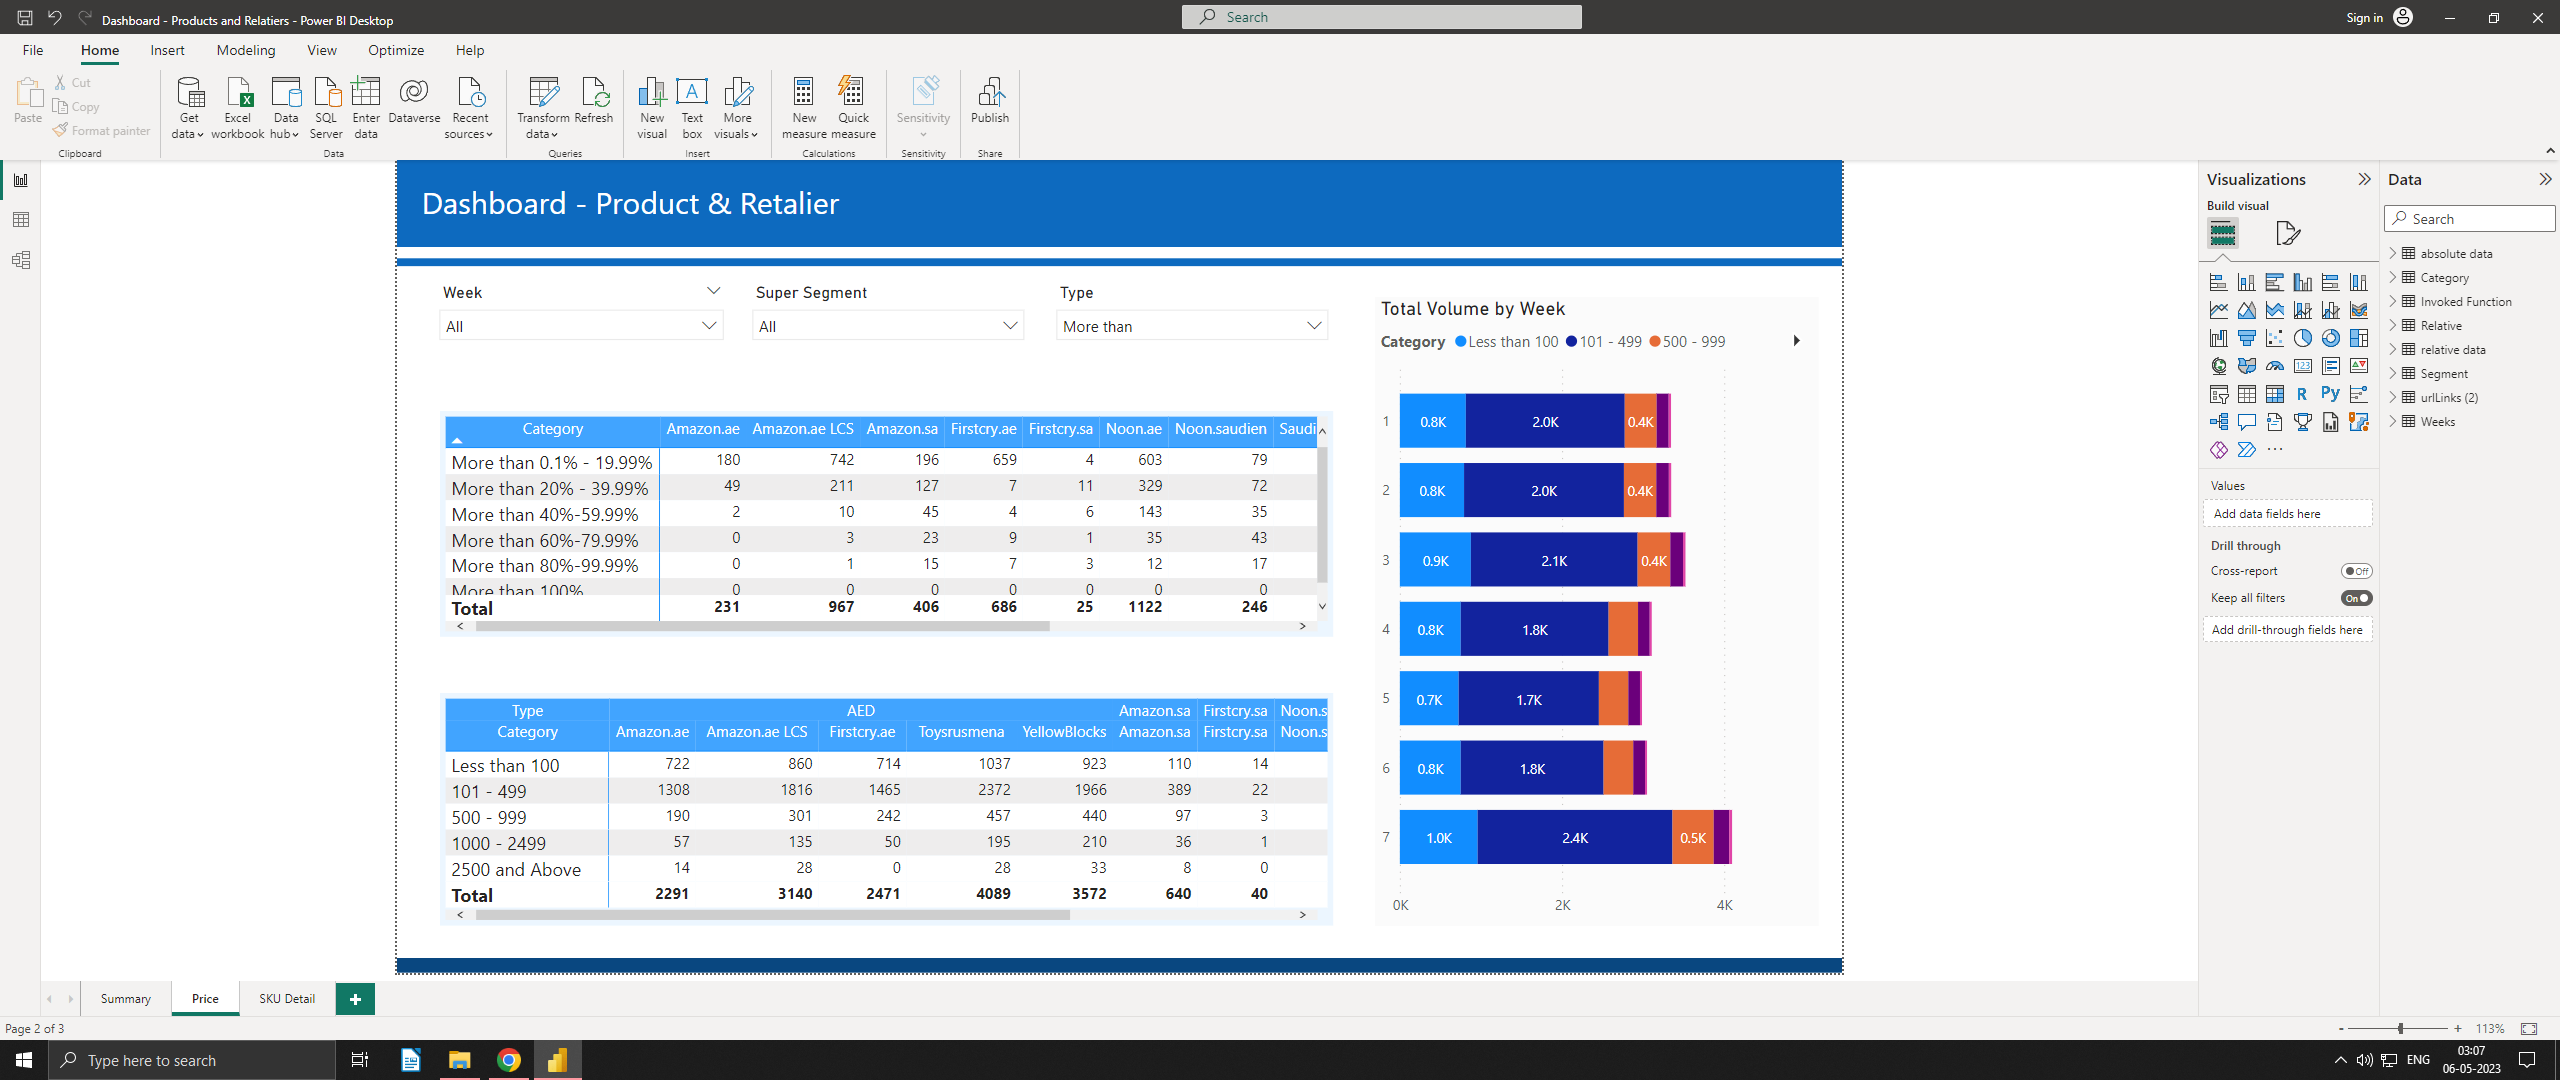 Dashboard - Products and Relatiers - Power BI Desktop
Search
Sign in
File Home Insert Modeling View Optimize Help
Paste
Cut
Copy
Format painter
Clipboard
Get data
Excel workbook
Data hub
SQL Server
Enter data
Dataverse
Recent sources
Data
Transform data
Refresh
Queries
New visual
Text box
More visuals
Insert
New measure
Quick measure
Calculations
Sensitivity
Sensitivity
Publish
Share
Dashboard - Product & Retalier
Week
All
Super Segment
All
Type
More than
Category Amazon.ae Amazon.ae LCS Amazon.sa Firstcry.ae Firstcry.sa Noon.ae Noon.saudien Saudi
More than 0.1% - 19.99% 180 742 196 659 4 603 79
More than 20% - 39.99% 49 211 127 7 11 329 72
More than 40%-59.99% 2 10 45 4 6 143 35
More than 60%-79.99% 0 3 23 9 1 35 43
More than 80%-99.99% 0 1 15 7 3 12 17
More than 100% 0 0 0 0 0 0 0
Total 231 967 406 686 25 1122 246
Type AED Amazon.sa Firstcry.sa Noon.s
Category Amazon.ae Amazon.ae LCS Firstcry.ae Toysrusmena YellowBlocks Amazon.sa Firstcry.sa Noon.s
Less than 100 722 860 714 1037 923 110 14
101 - 499 1308 1816 1465 2372 1966 389 22
500 - 999 190 301 242 457 440 97 3
1000 - 2499 57 135 50 195 210 36 1
2500 and Above 14 28 0 28 33 8 0
Total 2291 3140 2471 4089 3572 640 40
Total Volume by Week
Category Less than 100 101 - 499 500 - 999
1 0.8K 2.0K 0.4K
2 0.8K 2.0K 0.4K
3 0.9K 2.1K 0.4K
4 0.8K 1.8K
5 0.7K 1.7K
6 0.8K 1.8K
7 1.0K 2.4K 0.5K
0K 2K 4K
Visualizations
Build visual
123
R Py
Values
Add data fields here
Drill through
Cross-report Off
Keep all filters On
Add drill-through fields here
Data
Search
absolute data
Category
Invoked Function
Relative
relative data
Segment
urlLinks (2)
Weeks
Summary Price SKU Detail +
Page 2 of 3
- + 113%
Type here to search
ENG
03:07
06-05-2023